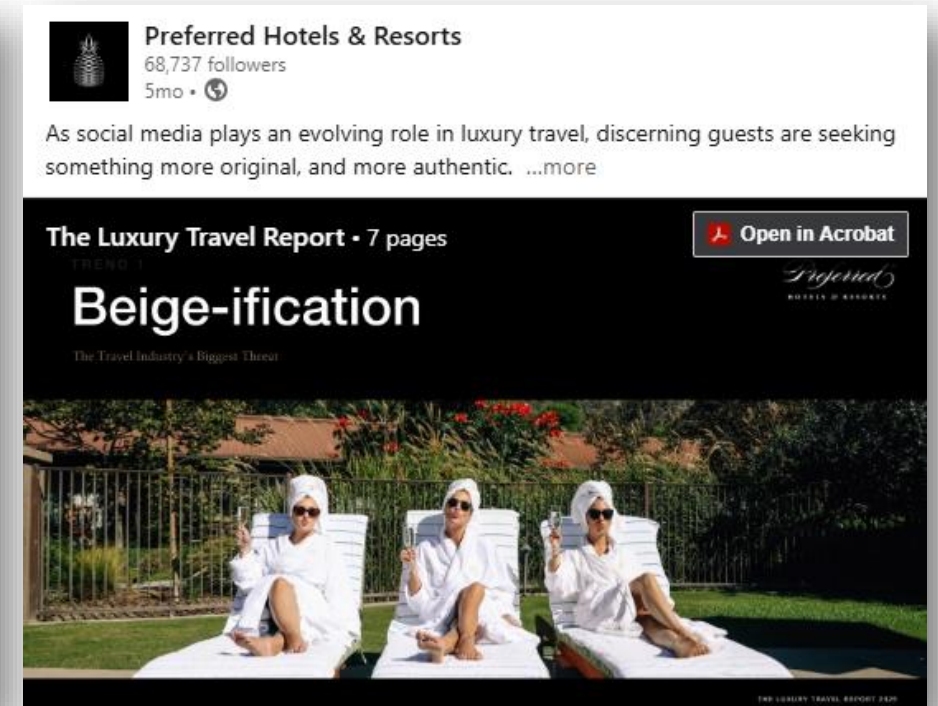 Preferred Hotels & Resorts
68,737 followers
5mo •
As social media plays an evolving role in luxury travel, discerning guests are seeking
something more original, and more authentic. ...more
The Luxury Travel Report • 7 pages
Open in Acrobat
TREND 1
Preferred
HOTELS & RESORTS
Beige-ification
The Travel Industry's Biggest Threat
THE LUXURY TRAVEL REPORT